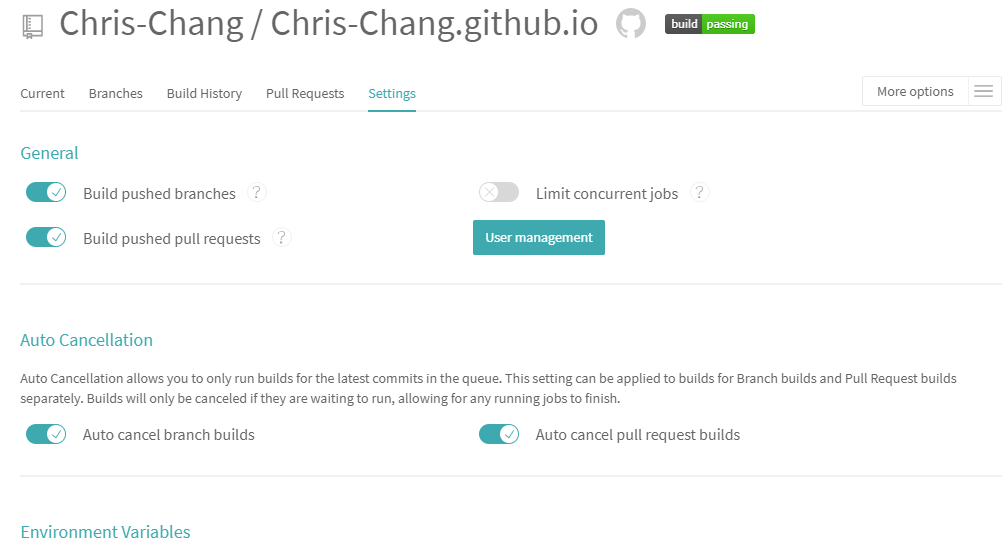 Chris-Chang / Chris-Chang.github.io build passing
Current Branches Build History Pull Requests Settings More options
General
Build pushed branches ? Limit concurrent jobs ?
Build pushed pull requests ? User management
Auto Cancellation
Auto Cancellation allows you to only run builds for the latest commits in the queue. This setting can be applied to builds for Branch builds and Pull Request builds
separately. Builds will only be canceled if they are waiting to run, allowing for any running jobs to finish.
Auto cancel branch builds Auto cancel pull request builds
Environment Variables